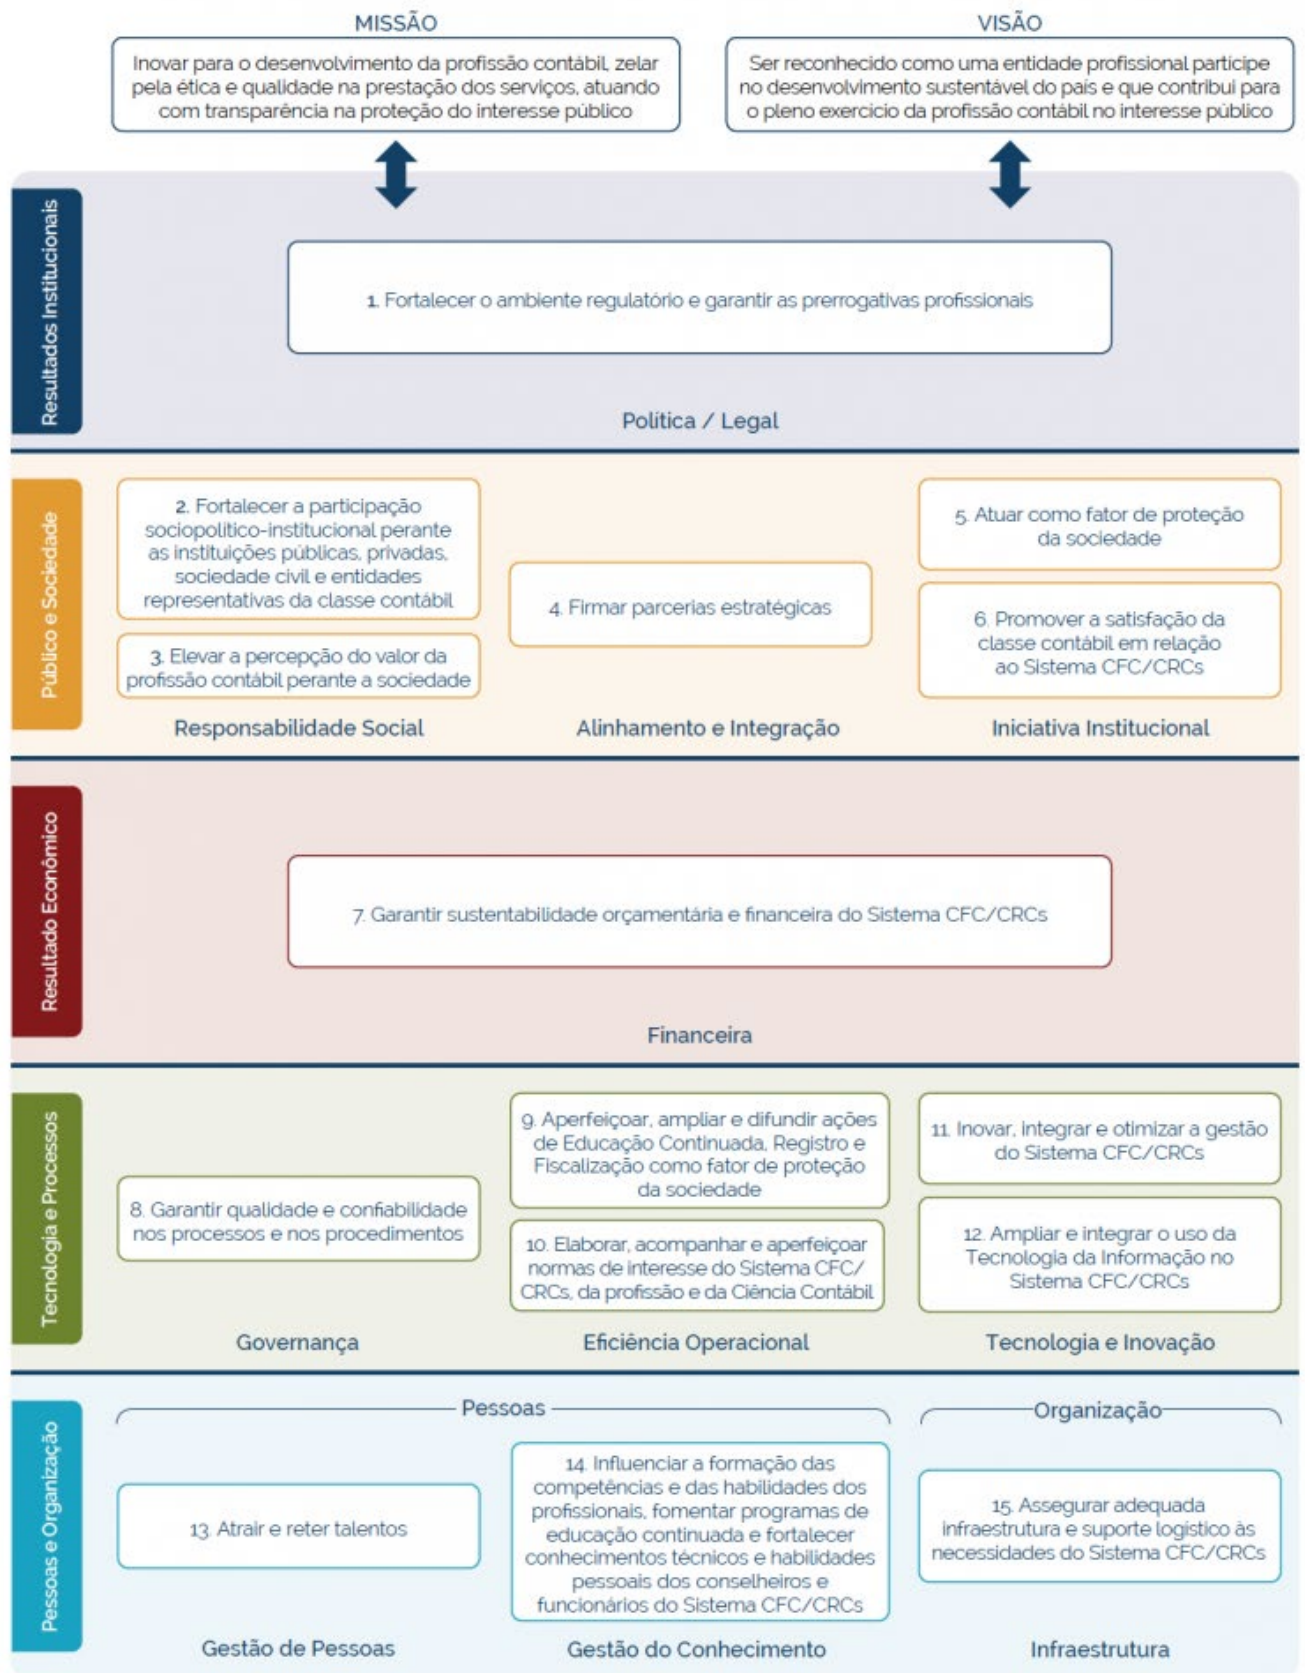 MISSÃO
Inovar para o desenvolvimento da profissão contábil, zelar
pela ética e qualidade na prestação dos serviços, atuando
com transparência na proteção do interesse público
VISÃO
Ser reconhecido como uma entidade profissional partícipe
no desenvolvimento sustentável do país e que contribui para
o pleno exercício da profissão contábil no interesse público
Resultados Institucionais
1. Fortalecer o ambiente regulatório e garantir as prerrogativas profissionais
Política / Legal
Público e Sociedade
2. Fortalecer a participação
sociopolítico-institucional perante
as instituições públicas, privadas,
sociedade civil e entidades
representativas da classe contábil
3. Elevar a percepção do valor da
profissão contábil perante a sociedade
Responsabilidade Social
4. Firmar parcerias estratégicas
Alinhamento e Integração
5. Atuar como fator de proteção
da sociedade
6. Promover a satisfação da
classe contábil em relação
ao Sistema CFC/CRCs
Iniciativa Institucional
Resultado Econômico
7. Garantir sustentabilidade orçamentária e financeira do Sistema CFC/CRCs
Financeira
Tecnologia e Processos
8. Garantir qualidade e confiabilidade
nos processos e nos procedimentos
Governança
9. Aperfeiçoar, ampliar e difundir ações
de Educação Continuada, Registro e
Fiscalização como fator de proteção
da sociedade
10. Elaborar, acompanhar e aperfeiçoar
normas de interesse do Sistema CFC/
CRCs, da profissão e da Ciência Contábil
Eficiência Operacional
11. Inovar, integrar e otimizar a gestão
do Sistema CFC/CRCs
12. Ampliar e integrar o uso da
Tecnologia da Informação no
Sistema CFC/CRCs
Tecnologia e Inovação
Pessoas e Organização
Pessoas
13. Atrair e reter talentos
Gestão de Pessoas
14. Influenciar a formação das
competências e das habilidades dos
profissionais, fomentar programas de
educação continuada e fortalecer
conhecimentos técnicos e habilidades
pessoais dos conselheiros e
funcionários do Sistema CFC/CRCs
Gestão do Conhecimento
Organização
15. Assegurar adequada
infraestrutura e suporte logístico às
necessidades do Sistema CFC/CRCs
Infraestrutura